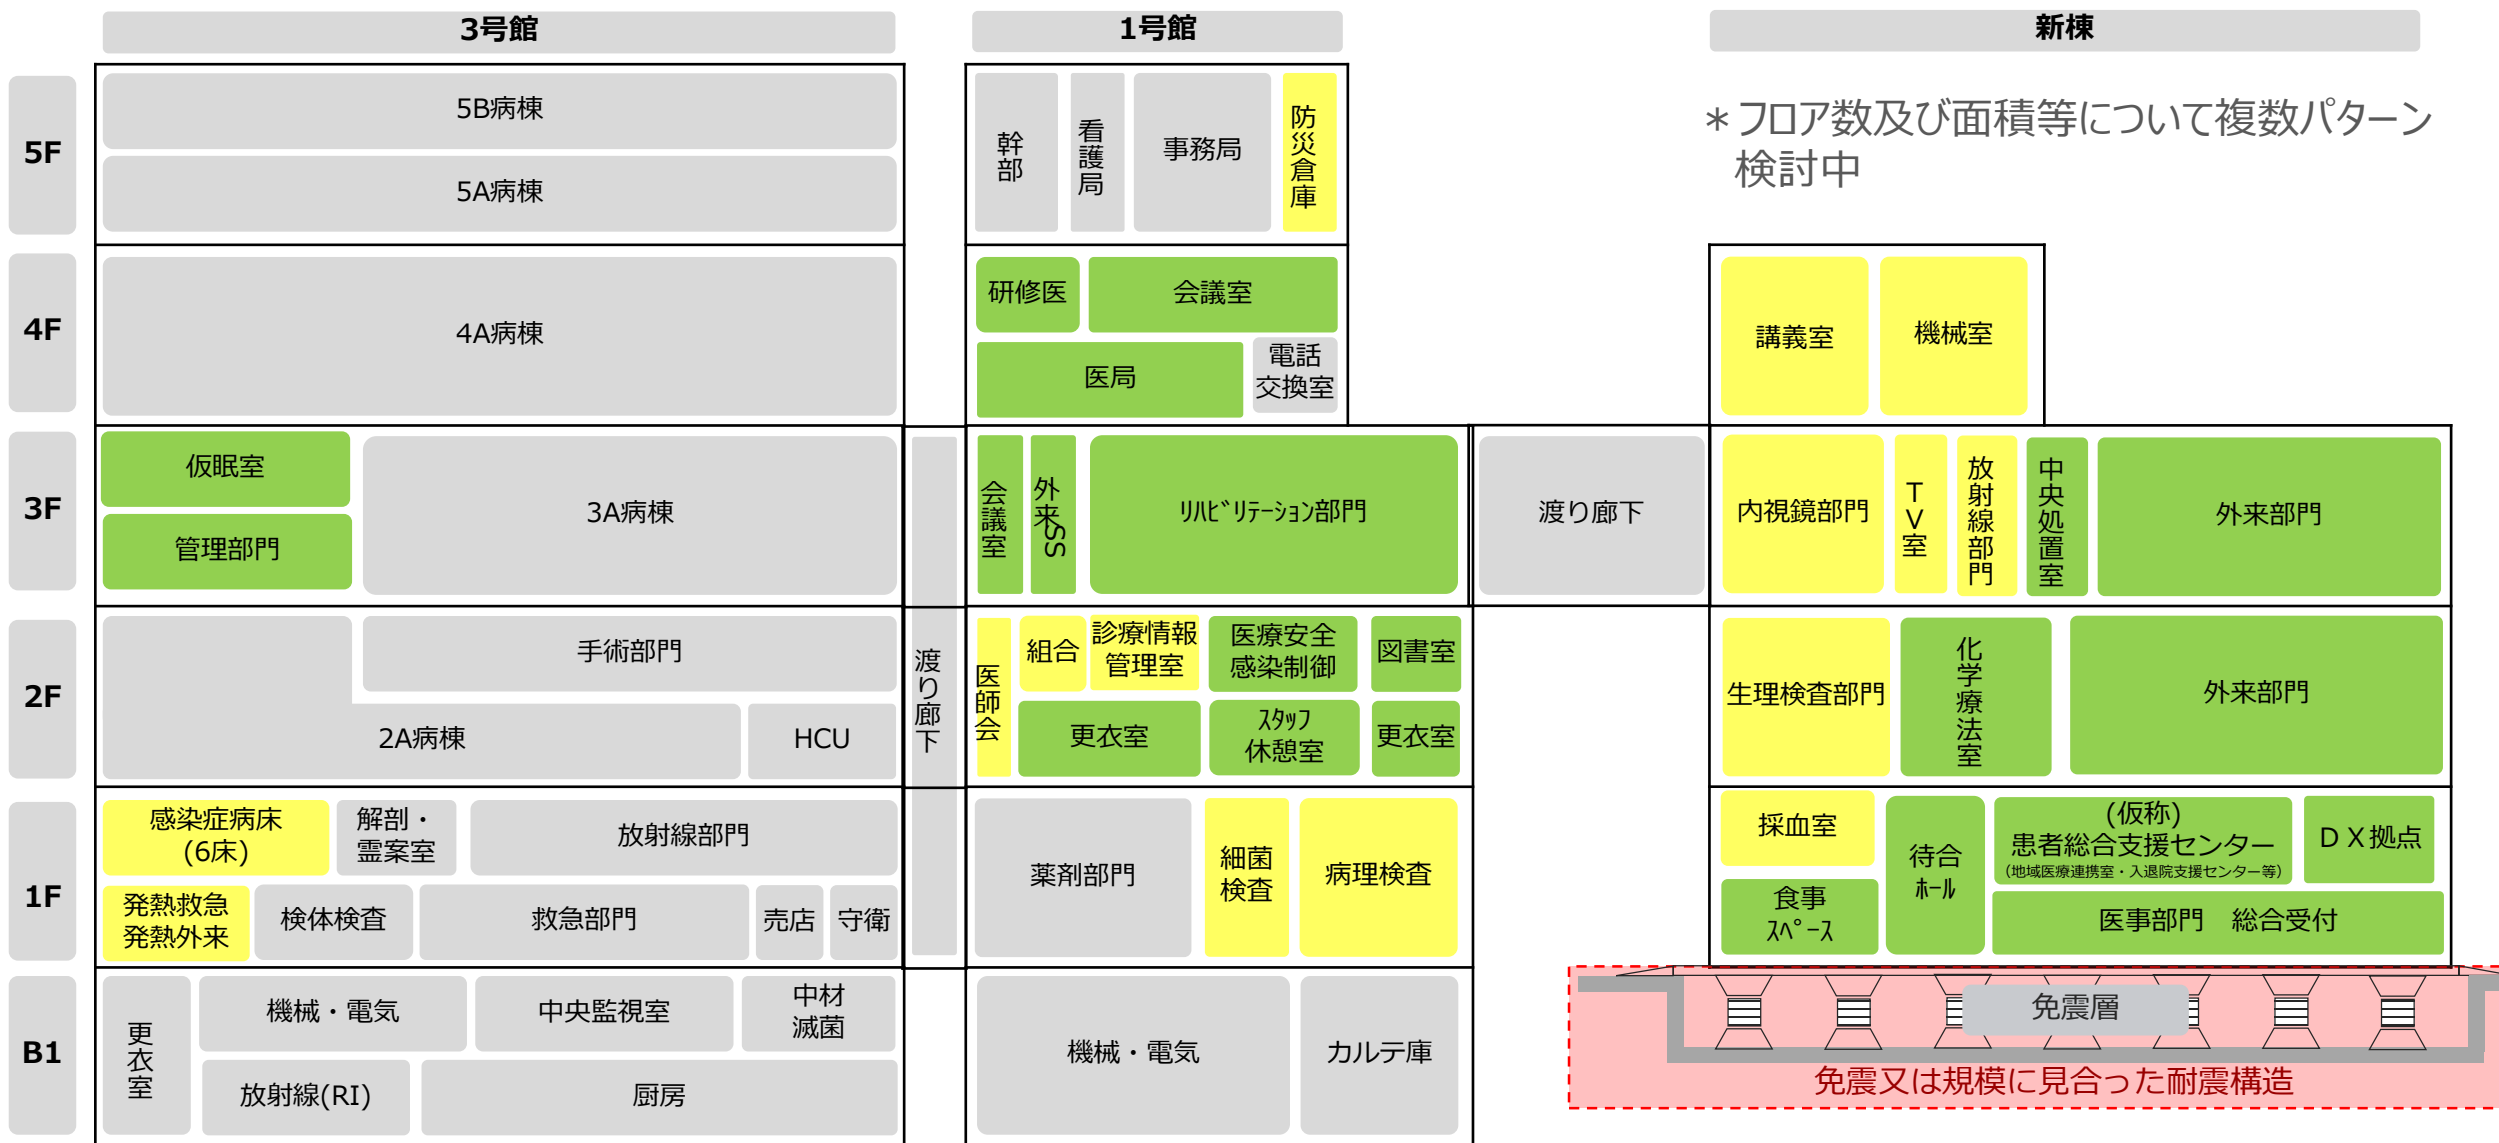 3号館
1号館
新棟
＊フロア数及び面積等について複数パターン
検討中
5F
5B病棟
5A病棟
幹部
看護局
事務局
防災倉庫
4F
4A病棟
研修医
会議室
医局
電話
交換室
講義室
機械室
3F
仮眠室
管理部門
3A病棟
会議室
外来SS
ﾘﾊﾋﾞﾘﾃｰｼｮﾝ部門
渡り廊下
内視鏡部門
TV室
放射線部門
中央処置室
外来部門
2F
手術部門
2A病棟
HCU
渡り廊下
医師会
組合
診療情報
管理室
医療安全
感染制御
図書室
更衣室
ｽﾀｯﾌ
休憩室
更衣室
生理検査部門
化学療法室
外来部門
1F
感染症病床
(6床)
解剖・
霊案室
放射線部門
発熱救急
発熱外来
検体検査
救急部門
売店
守衛
薬剤部門
細菌
検査
病理検査
採血室
食事
ｽﾍﾟｰｽ
待合
ﾎｰﾙ
(仮称)
患者総合支援センター
（地域医療連携室・入退院支援センター等）
ＤＸ拠点
医事部門　総合受付
B1
更衣室
機械・電気
中央監視室
中材
滅菌
放射線(RI)
厨房
機械・電気
カルテ庫
免震層
免震又は規模に見合った耐震構造